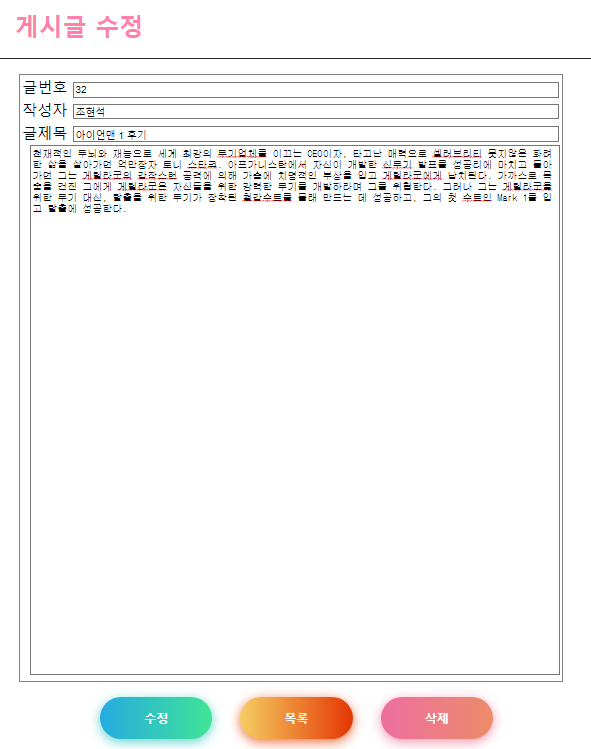 게시글 수정
글번호 32
작성자 조현석
글제목 아이언맨 1 후기
천재적인 두뇌와 재능으로 세계 최강의 무기업체를 이끄는 CEO이자, 타고난 매력으로 셀러브리티 못지않은 화려
한 삶을 살아가던 억만장자 토니 스타크. 아프가니스탄에서 자신이 개발한 신무기 발표를 성공리에 마치고 돌아
가던 그는 게릴라군의 갑작스런 공격에 의해 가슴에 치명적인 부상을 입고 게릴라군에게 납치된다. 가까스로 목
숨을 건진 그에게 게릴라군은 자신들을 위한 강력한 무기를 개발하라며 그를 위협한다. 그러나 그는 게릴라군을
위한 무기 대신, 탈출을 위한 무기가 장착된 철갑수트를 몰래 만드는 데 성공하고, 그의 첫 수트인 Mark 1를 입
고 탈출에 성공한다.
수정 목록 삭제